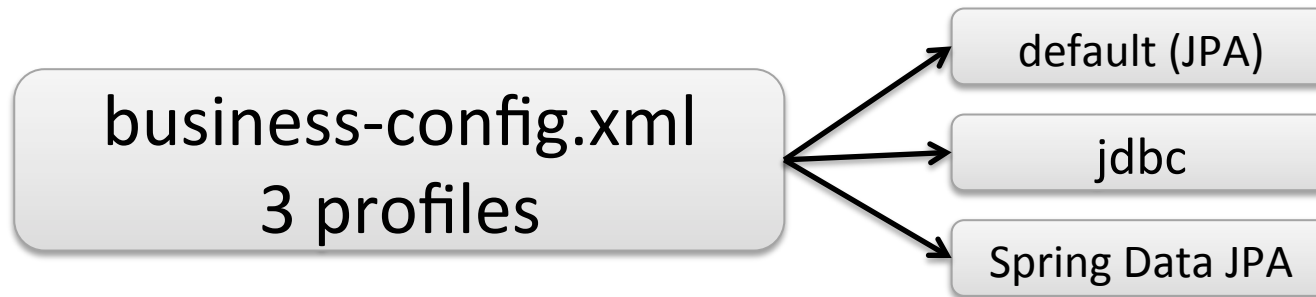 business-config.xml
3 profiles
default (JPA)
jdbc
Spring Data JPA